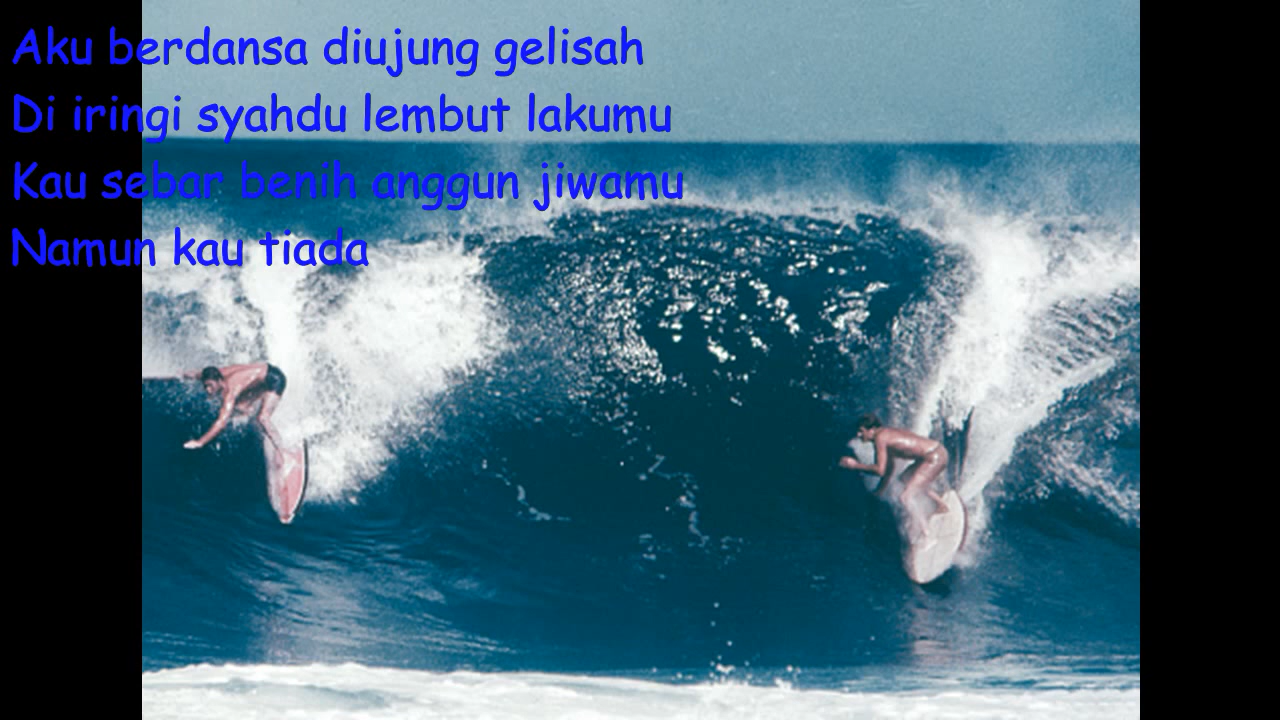 Aku berdansa diujung gelisah
Di iringi syahdu lembut lakumu
Kau sebar benih anggun jiwamu
Namun kau tiada